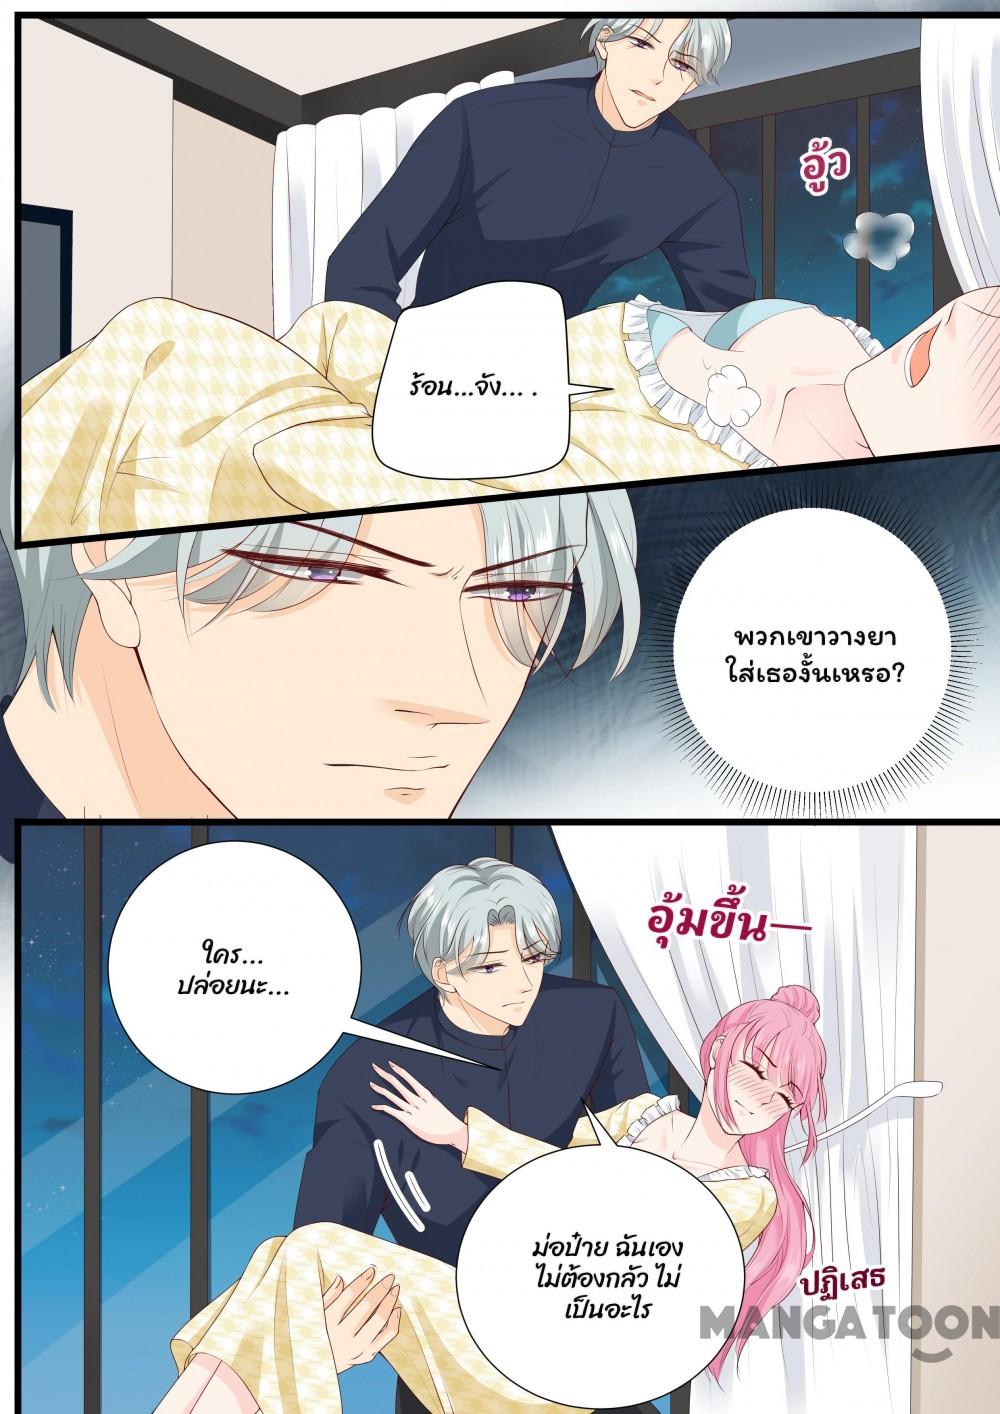 อู้ว
ร้อน...จัง... .
พวกเขาวางยา
ใส่เธองั้นเหรอ?
อุ้มขึ้น—
ใคร...
ปล่อยนะ...
ม่อป๋าย ฉันเอง
ไม่ต้องกลัว ไม่
เป็นอะไร
ปฏิเสธ
MANGATOON